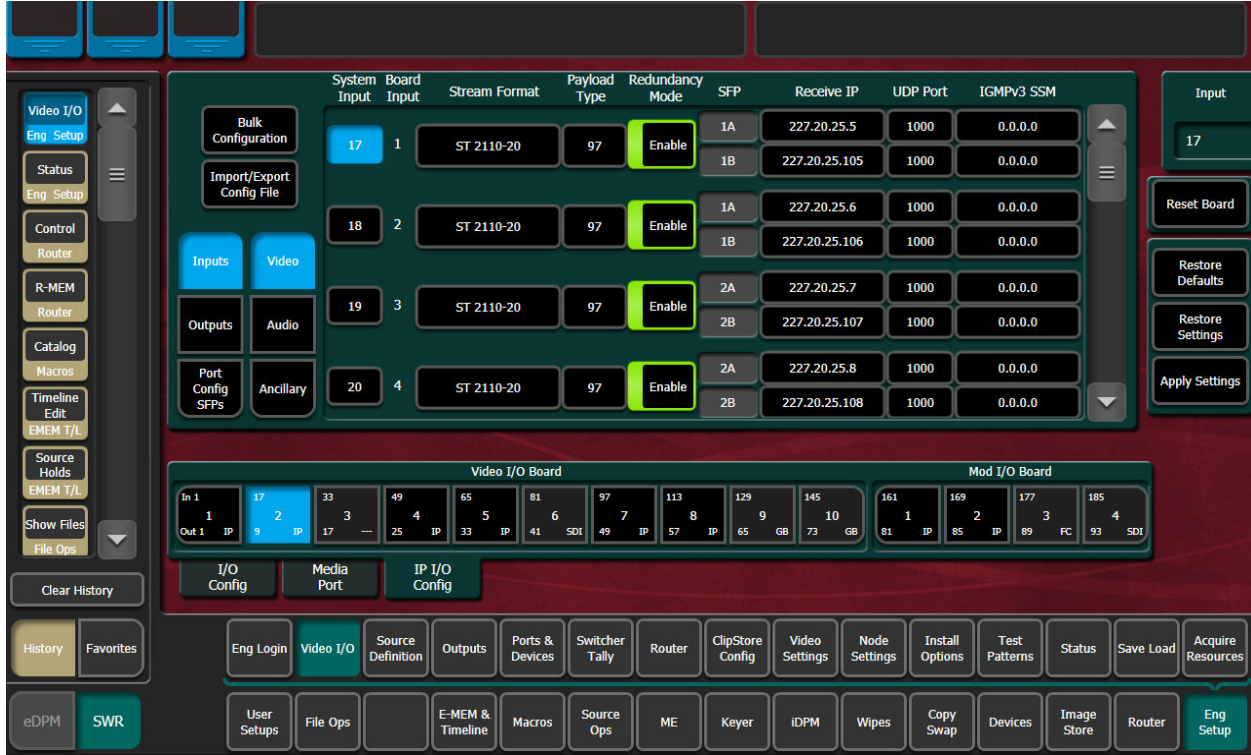 Video I/O
Eng Setup
Status
Eng Setup
Control
Router
R-MEM
Router
Catalog
Macros
Timeline
Edit
EMEM T/L
Source
Holds
EMEM T/L
Show Files
File Ops
Clear History
History Favorites
eDPM SWR
Bulk
Configuration
Import/Export
Config File
Inputs Video
Outputs Audio
Port
Config
SFPs
Ancillary
System
Input
Board
Input
Stream Format
Payload
Type
Redundancy
Mode
SFP Receive IP UDP Port IGMPv3 SSM
17 1 ST 2110-20 97 Enable
1A 227.20.25.5 1000 0.0.0.0
1B 227.20.25.105 1000 0.0.0.0
18 2 ST 2110-20 97 Enable
1A 227.20.25.6 1000 0.0.0.0
1B 227.20.25.106 1000 0.0.0.0
19 3 ST 2110-20 97 Enable
2A 227.20.25.7 1000 0.0.0.0
2B 227.20.25.107 1000 0.0.0.0
20 4 ST 2110-20 97 Enable
2A 227.20.25.8 1000 0.0.0.0
2B 227.20.25.108 1000 0.0.0.0
Input
17
Reset Board
Restore
Defaults
Restore
Settings
Apply Settings
Video I/O Board Mod I/O Board
In 1 17 33 49 65 81 97 113 129 145 161 169 177 185
1 2 3 4 5 6 7 8 9 10 1 2 3 4
Out 1 IP 9 IP 17 --- 25 IP 33 IP 41 SDI 49 IP 57 IP 65 GB 73 GB 81 IP 85 IP 89 FC 93 SDI
I/O
Config
Media
Port
IP I/O
Config
Eng Login
Video I/O
Source
Definition
Outputs
Ports &
Devices
Switcher
Tally
Router
ClipStore
Config
Video
Settings
Node
Settings
Install
Options
Test
Patterns
Status
Save Load
Acquire
Resources
User
Setups
File Ops
E-MEM &
Timeline
Macros
Source
Ops
ME
Keyer
iDPM
Wipes
Copy
Swap
Devices
Image
Store
Router
Eng
Setup